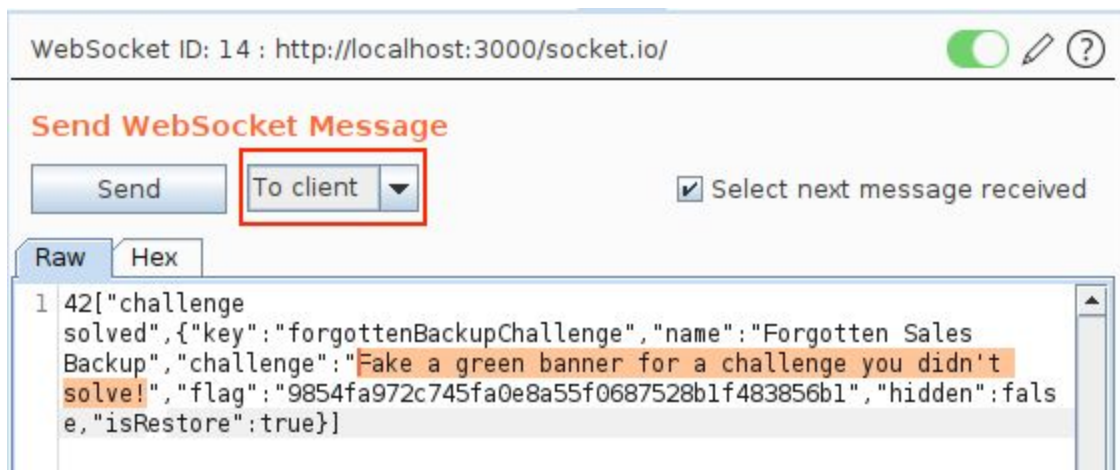 WebSocket ID: 14 : http://localhost:3000/socket.io/
Send WebSocket Message
Send To client Select next message received
Raw Hex
1 42["challenge
solved",{"key":"forgottenBackupChallenge","name":"Forgotten Sales
Backup","challenge":"Fake a green banner for a challenge you didn't
solve!","flag":"9854fa972c745fa0e8a55f0687528b1f483856b1","hidden":fals
e,"isRestore":true}]